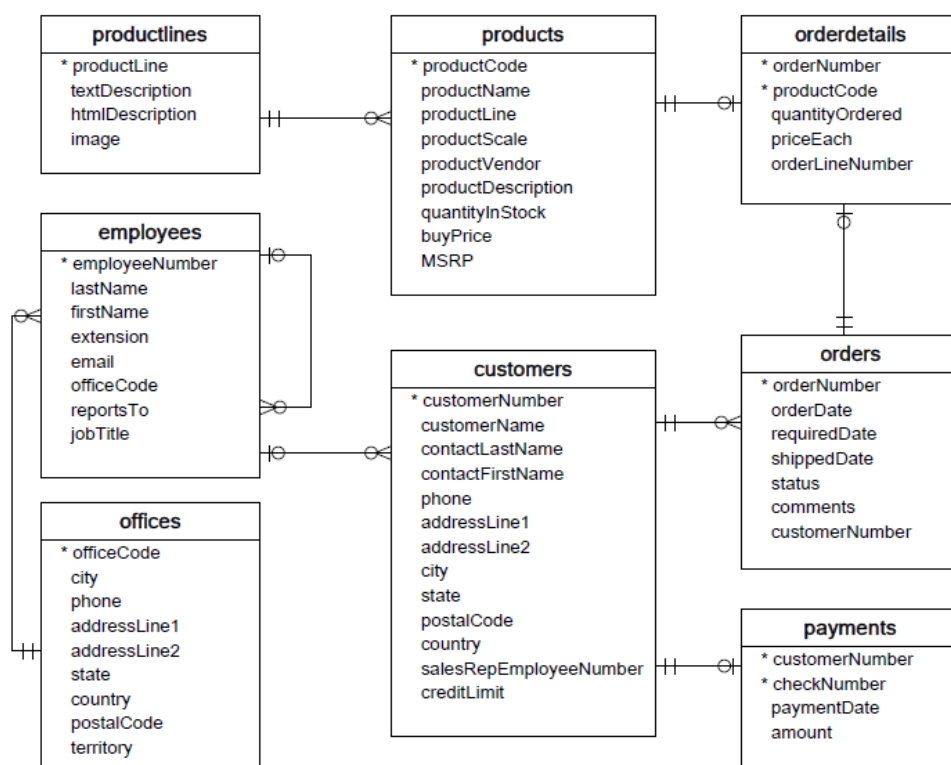 productlines
* productLine
textDescription
htmlDescription
image
products
* productCode
productName
productLine
productScale
productVendor
productDescription
quantityInStock
buyPrice
MSRP
orderdetails
* orderNumber
* productCode
quantityOrdered
priceEach
orderLineNumber
employees
* employeeNumber
lastName
firstName
extension
email
officeCode
reportsTo
jobTitle
customers
* customerNumber
customerName
contactLastName
contactFirstName
phone
addressLine1
addressLine2
city
state
postalCode
country
salesRepEmployeeNumber
creditLimit
orders
* orderNumber
orderDate
requiredDate
shippedDate
status
comments
customerNumber
offices
* officeCode
city
phone
addressLine1
addressLine2
state
country
postalCode
territory
payments
* customerNumber
* checkNumber
paymentDate
amount